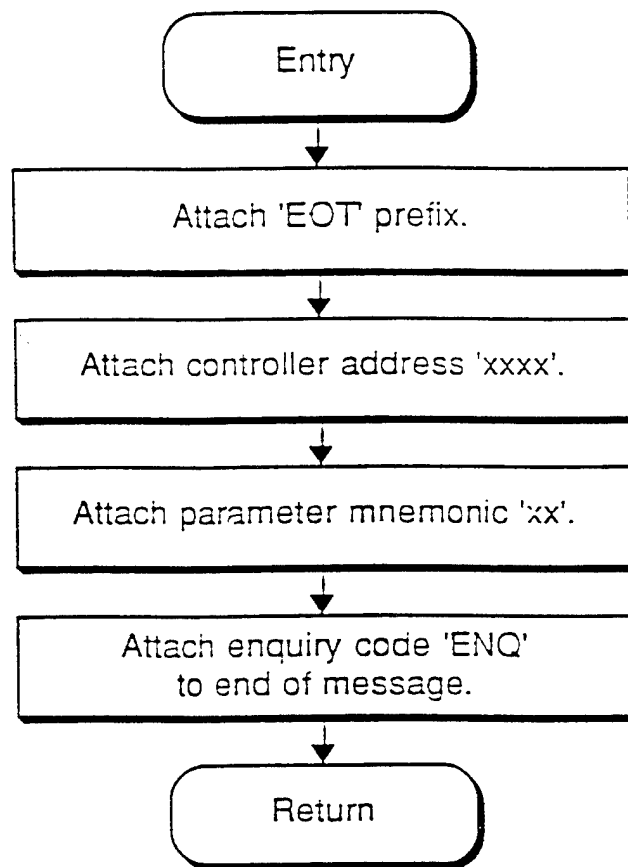 Entry
Attach 'EOT' prefix.
Attach controller address 'xxxx'.
Attach parameter mnemonic 'xx'.
Attach enquiry code 'ENQ'
to end of message.
Return